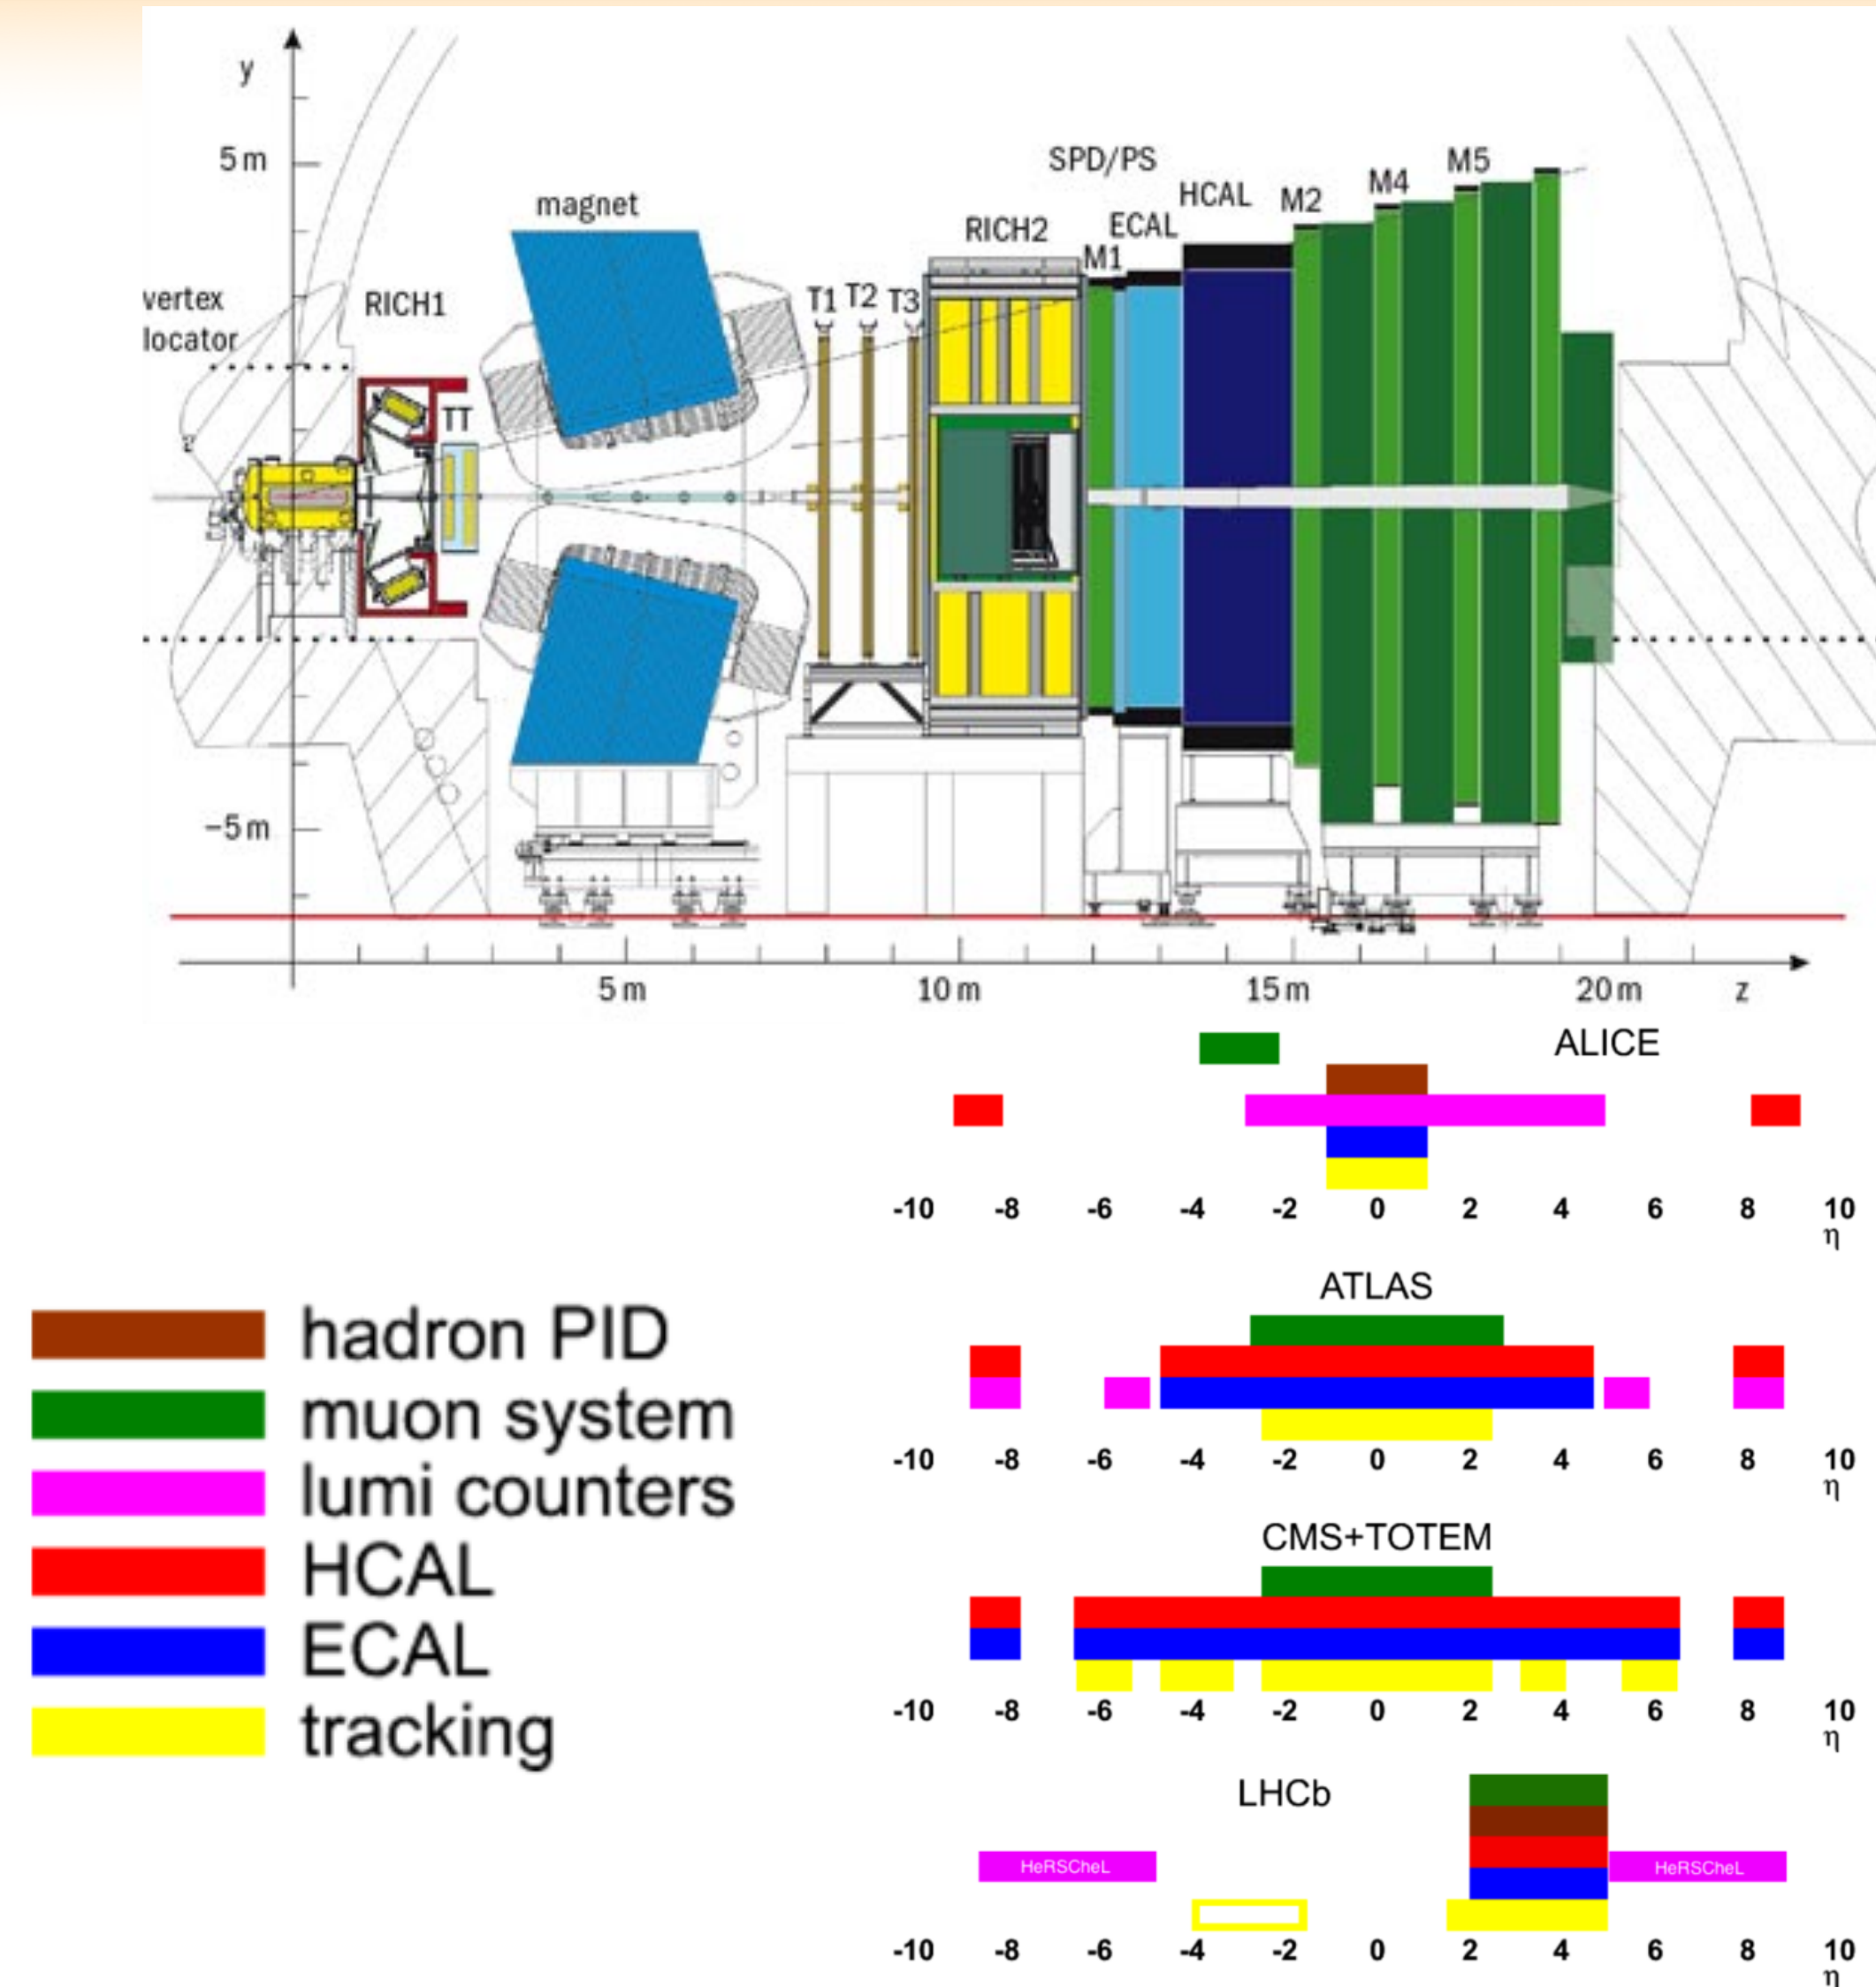 y
5 m
SPD/PS
M5
HCAL
M4
M2
magnet
ECAL
RICH2
M1
vertex
locator
RICH1
T1
T2
T3
TT
−5 m
5 m
10 m
15 m
20 m
z
ALICE
-10 -8 -6 -4 -2 0 2 4 6 8 10
η
ATLAS
-10 -8 -6 -4 -2 0 2 4 6 8 10
η
CMS+TOTEM
-10 -8 -6 -4 -2 0 2 4 6 8 10
η
LHCb
HeRSCheL HeRSCheL
-10 -8 -6 -4 -2 0 2 4 6 8 10
η
hadron PID
muon system
lumi counters
HCAL
ECAL
tracking